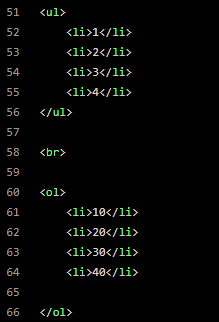 51 <ul>
52     <li>1</li>
53     <li>2</li>
54     <li>3</li>
55     <li>4</li>
56 </ul>
57
58 <br>
59
60 <ol>
61     <li>10</li>
62     <li>20</li>
63     <li>30</li>
64     <li>40</li>
65
66 </ol>